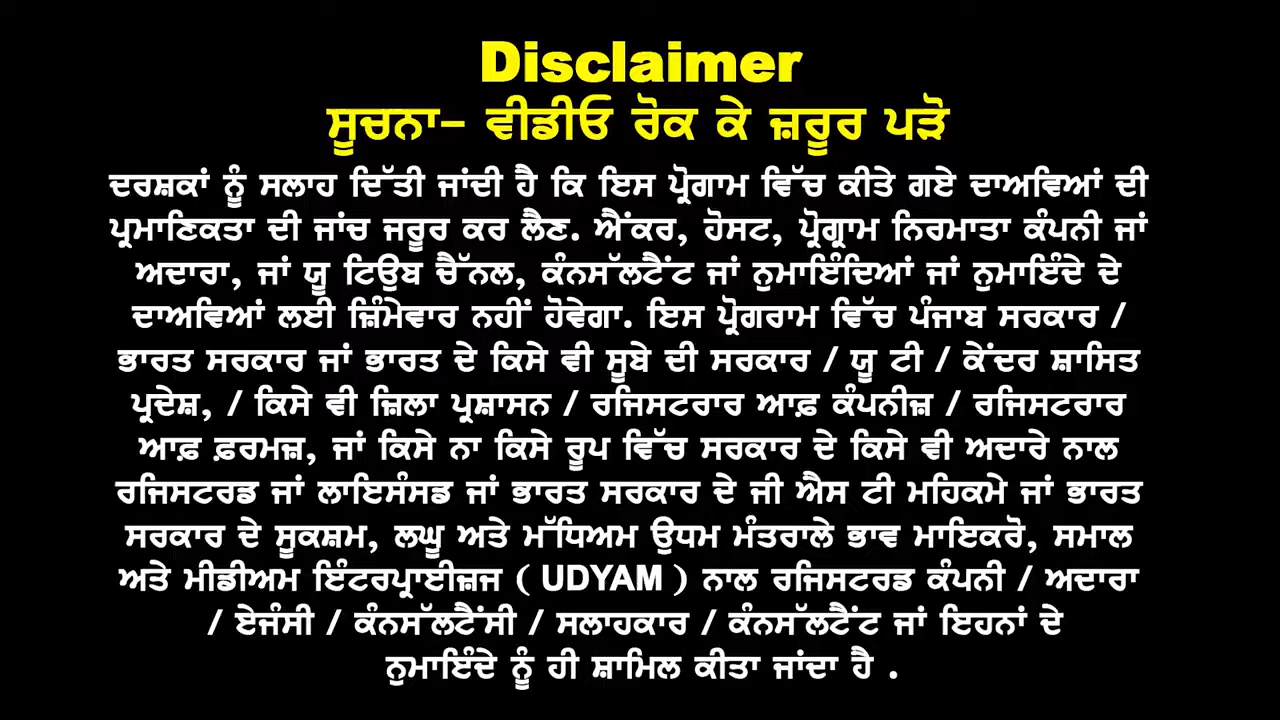 Disclaimer
ਸੂਚਨਾ- ਵੀਡੀਓ ਰੋਕ ਕੇ ਜ਼ਰੂਰ ਪੜੋ
ਦਰਸ਼ਕਾਂ ਨੂੰ ਸਲਾਹ ਦਿੱਤੀ ਜਾਂਦੀ ਹੈ ਕਿ ਇਸ ਪ੍ਰੋਗਾਮ ਵਿੱਚ ਕੀਤੇ ਗਏ ਦਾਅਵਿਆਂ ਦੀ
ਪ੍ਰਮਾਣਿਕਤਾ ਦੀ ਜਾਂਚ ਜਰੂਰ ਕਰ ਲੈਣ. ਐਂਕਰ, ਹੋਸਟ, ਪ੍ਰੋਗ੍ਰਾਮ ਨਿਰਮਾਤਾ ਕੰਪਨੀ ਜਾਂ
ਅਦਾਰਾ, ਜਾਂ ਯੂ ਟਿਊਬ ਚੈੱਨਲ, ਕੰਨਸੱਲਟੈਂਟ ਜਾਂ ਨੁਮਾਇੰਦਿਆਂ ਜਾਂ ਨੁਮਾਇੰਦੇ ਦੇ
ਦਾਅਵਿਆਂ ਲਈ ਜ਼ਿੰਮੇਵਾਰ ਨਹੀਂ ਹੋਵੇਗਾ. ਇਸ ਪ੍ਰੋਗਰਾਮ ਵਿੱਚ ਪੰਜਾਬ ਸਰਕਾਰ /
ਭਾਰਤ ਸਰਕਾਰ ਜਾਂ ਭਾਰਤ ਦੇ ਕਿਸੇ ਵੀ ਸੂਬੇ ਦੀ ਸਰਕਾਰ / ਯੂ ਟੀ / ਕੇਂਦਰ ਸ਼ਾਸਿਤ
ਪ੍ਰਦੇਸ਼, / ਕਿਸੇ ਵੀ ਜ਼ਿਲਾ ਪ੍ਰਸ਼ਾਸਨ / ਰਜਿਸਟਰਾਰ ਆਫ਼ ਕੰਪਨੀਜ਼ / ਰਜਿਸਟਰਾਰ
ਆਫ਼ ਫ਼ਰਮਜ਼, ਜਾਂ ਕਿਸੇ ਨਾ ਕਿਸੇ ਰੂਪ ਵਿੱਚ ਸਰਕਾਰ ਦੇ ਕਿਸੇ ਵੀ ਅਦਾਰੇ ਨਾਲ
ਰਜਿਸਟਰਡ ਜਾਂ ਲਾਇਸੰਸਡ ਜਾਂ ਭਾਰਤ ਸਰਕਾਰ ਦੇ ਜੀ ਐਸ ਟੀ ਮਹਿਕਮੇ ਜਾਂ ਭਾਰਤ
ਸਰਕਾਰ ਦੇ ਸੂਕਸ਼ਮ, ਲਘੂ ਅਤੇ ਮੱਧਿਅਮ ਉਧਮ ਮੰਤਰਾਲੇ ਭਾਵ ਮਾਇਕਰੋ, ਸਮਾਲ
ਅਤੇ ਮੀਡੀਅਮ ਇੰਟਰਪ੍ਰਾਈਜ਼ਜ ( UDYAM ) ਨਾਲ ਰਜਿਸਟਰਡ ਕੰਪਨੀ / ਅਦਾਰਾ
/ ਏਜੰਸੀ / ਕੰਨਸੱਲਟੈਂਸੀ / ਸਲਾਹਕਾਰ / ਕੰਨਸੱਲਟੈਂਟ ਜਾਂ ਇਹਨਾਂ ਦੇ
ਨੁਮਾਇੰਦੇ ਨੂੰ ਹੀ ਸ਼ਾਮਿਲ ਕੀਤਾ ਜਾਂਦਾ ਹੈ .